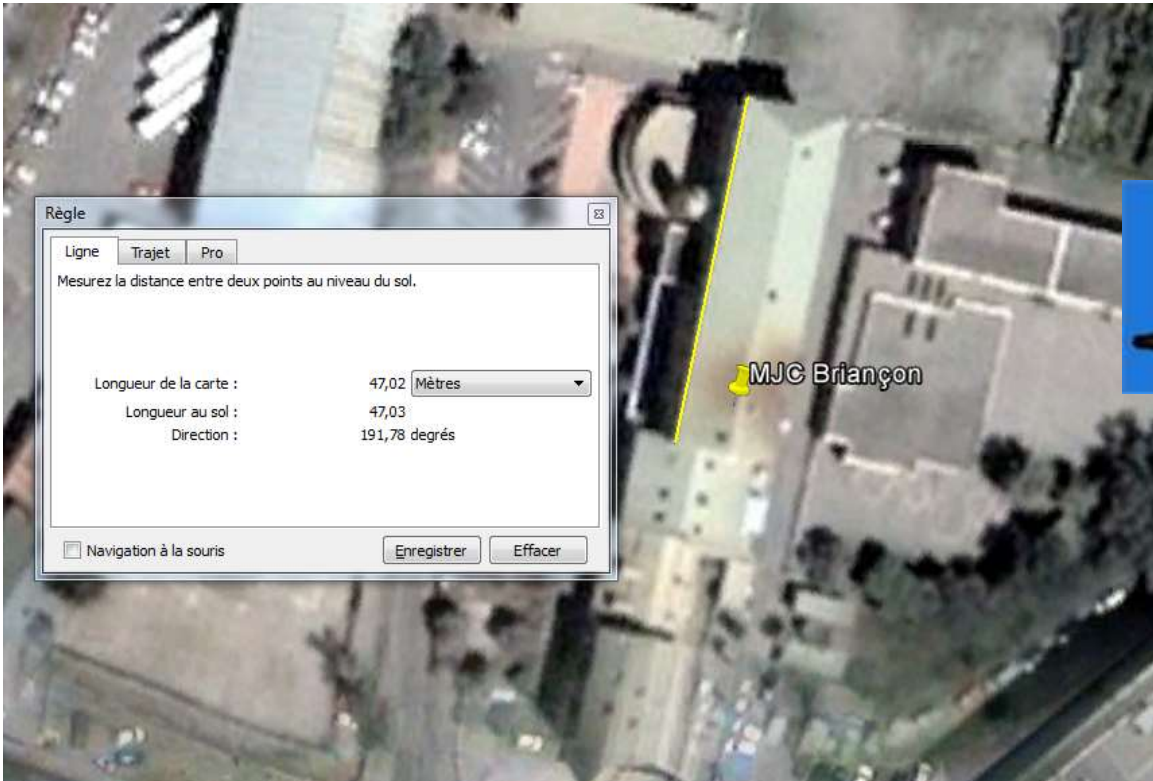 Règle
Ligne Trajet Pro
Mesurez la distance entre deux points au niveau du sol.
Longueur de la carte : 47,02 Mètres
Longueur au sol : 47,03
Direction : 191,78 degrés
Navigation à la souris Enregistrer Effacer
MJC Briançon